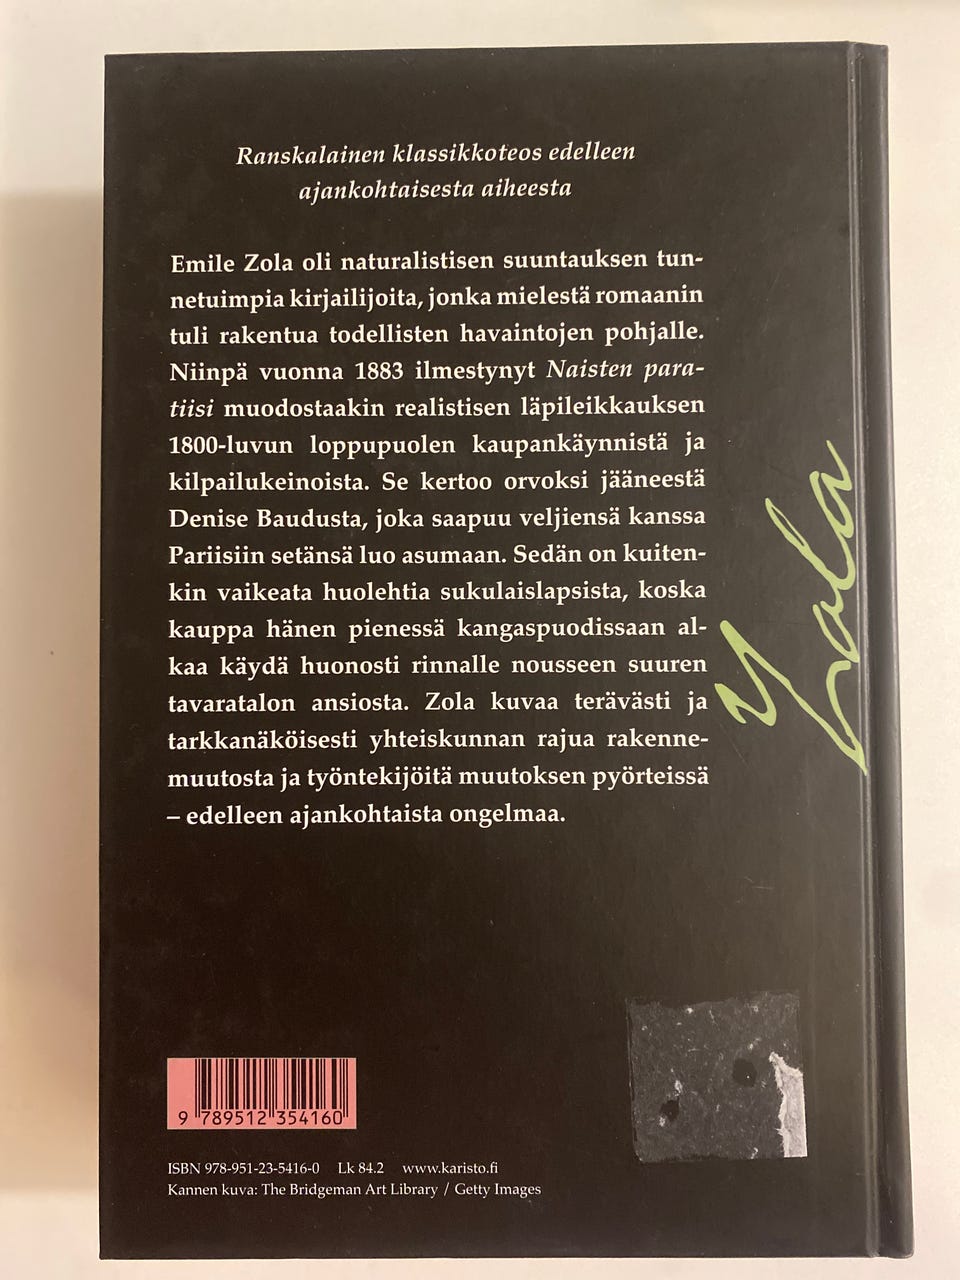 Ranskalainen klassikkoteos edelleen
ajankohtaisesta aiheesta
Emile Zola oli naturalistisen suuntauksen tun-
netuimpia kirjailijoita, jonka mielestä romaanin
tuli rakentua todellisten havaintojen pohjalle.
Niinpä vuonna 1883 ilmestynyt Naisten para-
tiisi muodostaakin realistisen läpileikkauksen
1800-luvun loppupuolen kaupankäynnistä ja
kilpailukeinoista. Se kertoo orvoksi jääneestä
Denise Baudusta, joka saapuu veljiensä kanssa
Pariisiin setänsä luo asumaan. Sedän on kuiten-
kin vaikeata huolehtia sukulaislapsista, koska
kauppa hänen pienessä kangaspuodissaan al-
kaa käydä huonosti rinnalle nousseen suuren
tavaratalon ansiosta. Zola kuvaa terävästi ja
tarkkanäköisesti yhteiskunnan rajua rakenne-
muutosta ja työntekijöitä muutoksen pyörteissä
– edelleen ajankohtaista ongelmaa.
Zola
9 789512 354160
ISBN 978-951-23-5416-0 Lk 84.2 www.karisto.fi
Kannen kuva: The Bridgeman Art Library / Getty Images